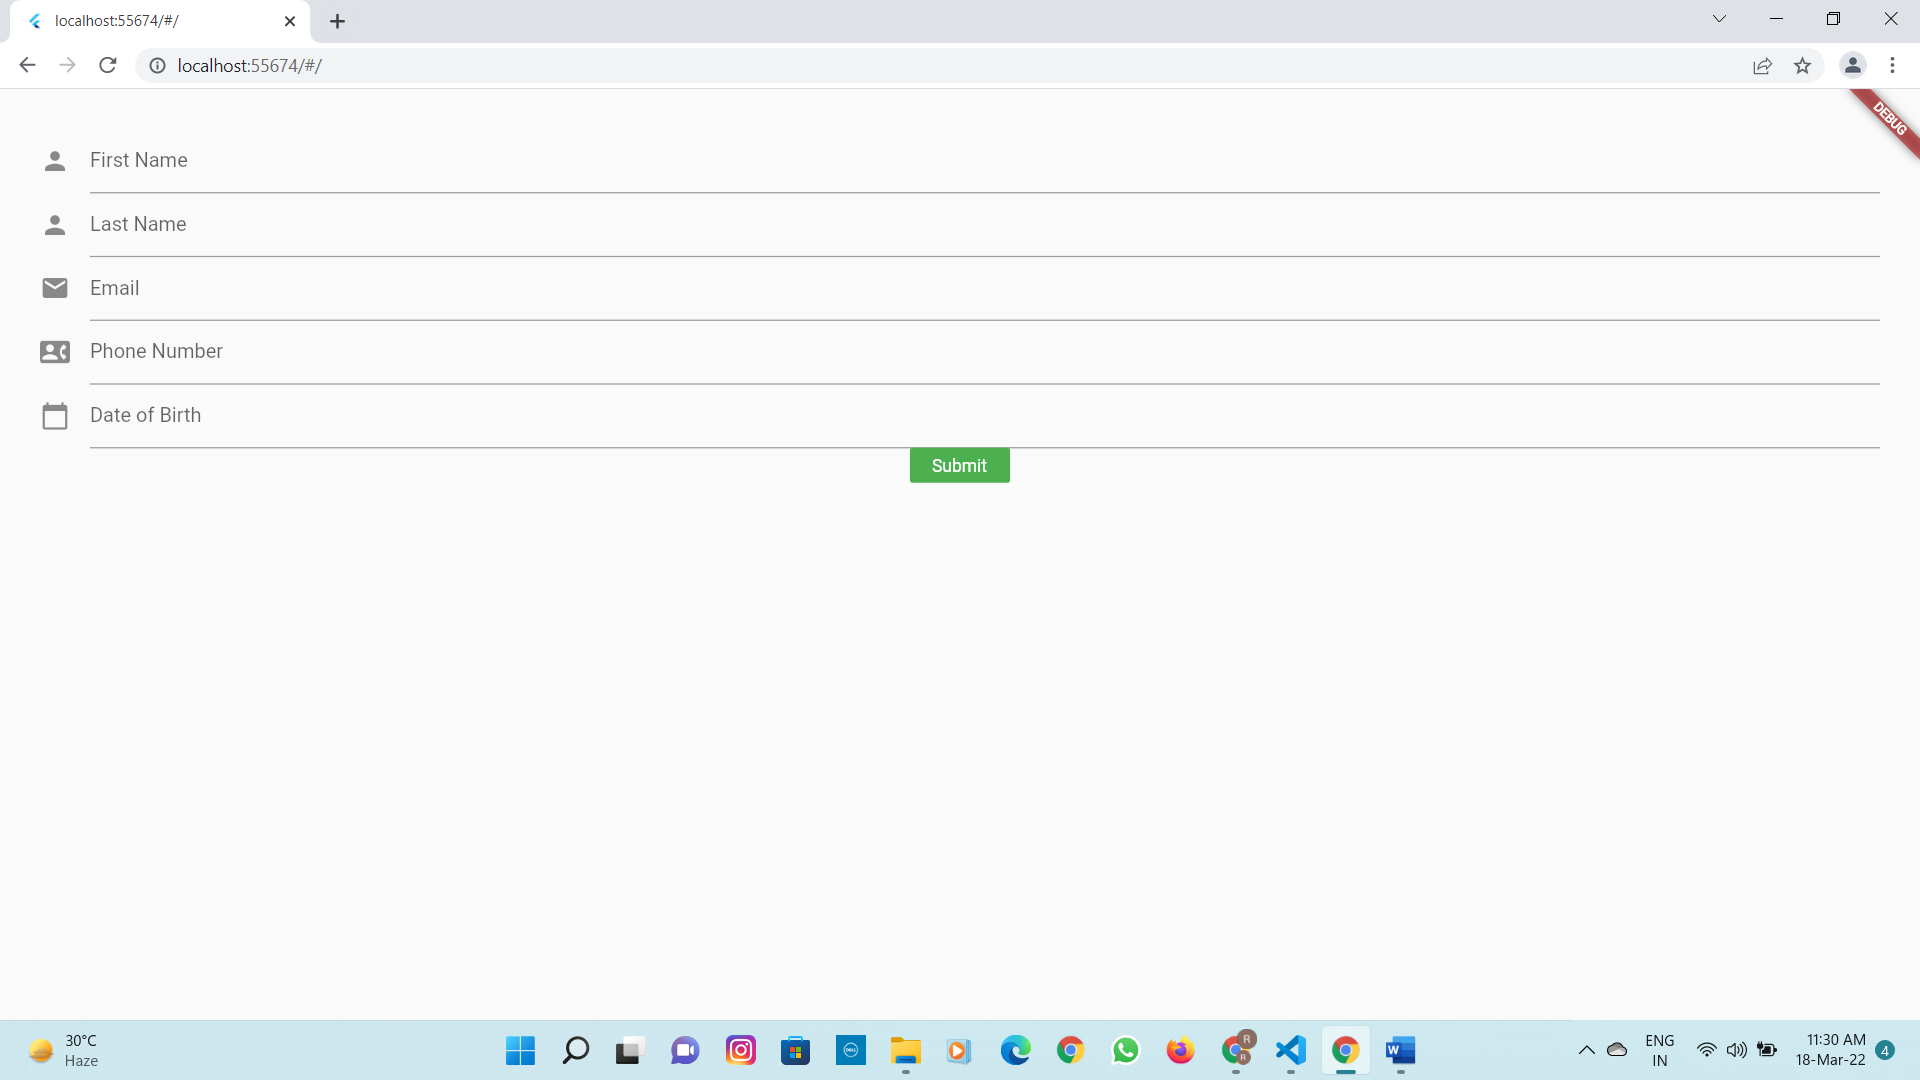 localhost:55674/#/
localhost:55674/#/
DEBUG
First Name
Last Name
Email
Phone Number
Date of Birth
Submit
30°C
Haze
DELL
R
R
W
ENG
IN
11:30 AM
18-Mar-22
4